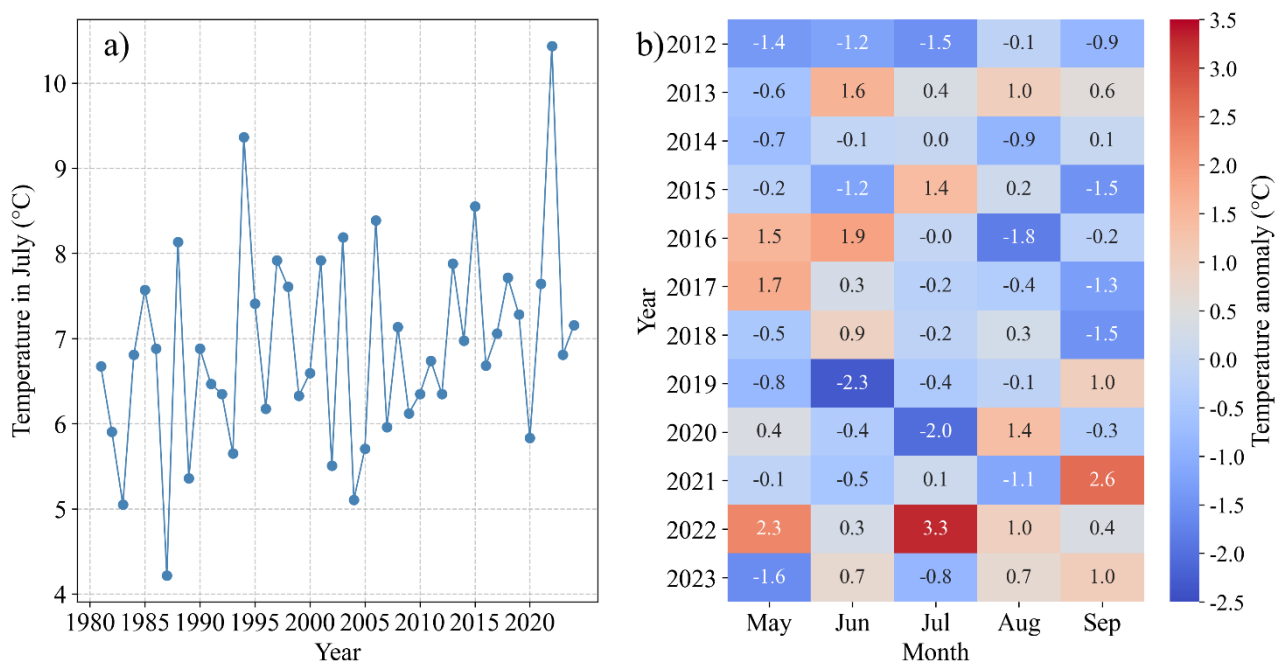 a)
Temperature in July (°C)
10
9
8
7
6
5
4
1980 1985 1990 1995 2000 2005 2010 2015 2020
Year
b)
Year
2012 -1.4 -1.2 -1.5 -0.1 -0.9
2013 -0.6 1.6 0.4 1.0 0.6
2014 -0.7 -0.1 0.0 -0.9 0.1
2015 -0.2 -1.2 1.4 0.2 -1.5
2016 1.5 1.9 -0.0 -1.8 -0.2
2017 1.7 0.3 -0.2 -0.4 -1.3
2018 -0.5 0.9 -0.2 0.3 -1.5
2019 -0.8 -2.3 -0.4 -0.1 1.0
2020 0.4 -0.4 -2.0 1.4 -0.3
2021 -0.1 -0.5 0.1 -1.1 2.6
2022 2.3 0.3 3.3 1.0 0.4
2023 -1.6 0.7 -0.8 0.7 1.0
May Jun Jul Aug Sep
Month
3.5
3.0
2.5
2.0
1.5
1.0
0.5
0.0
-0.5
-1.0
-1.5
-2.0
-2.5
Temperature anomaly (°C)